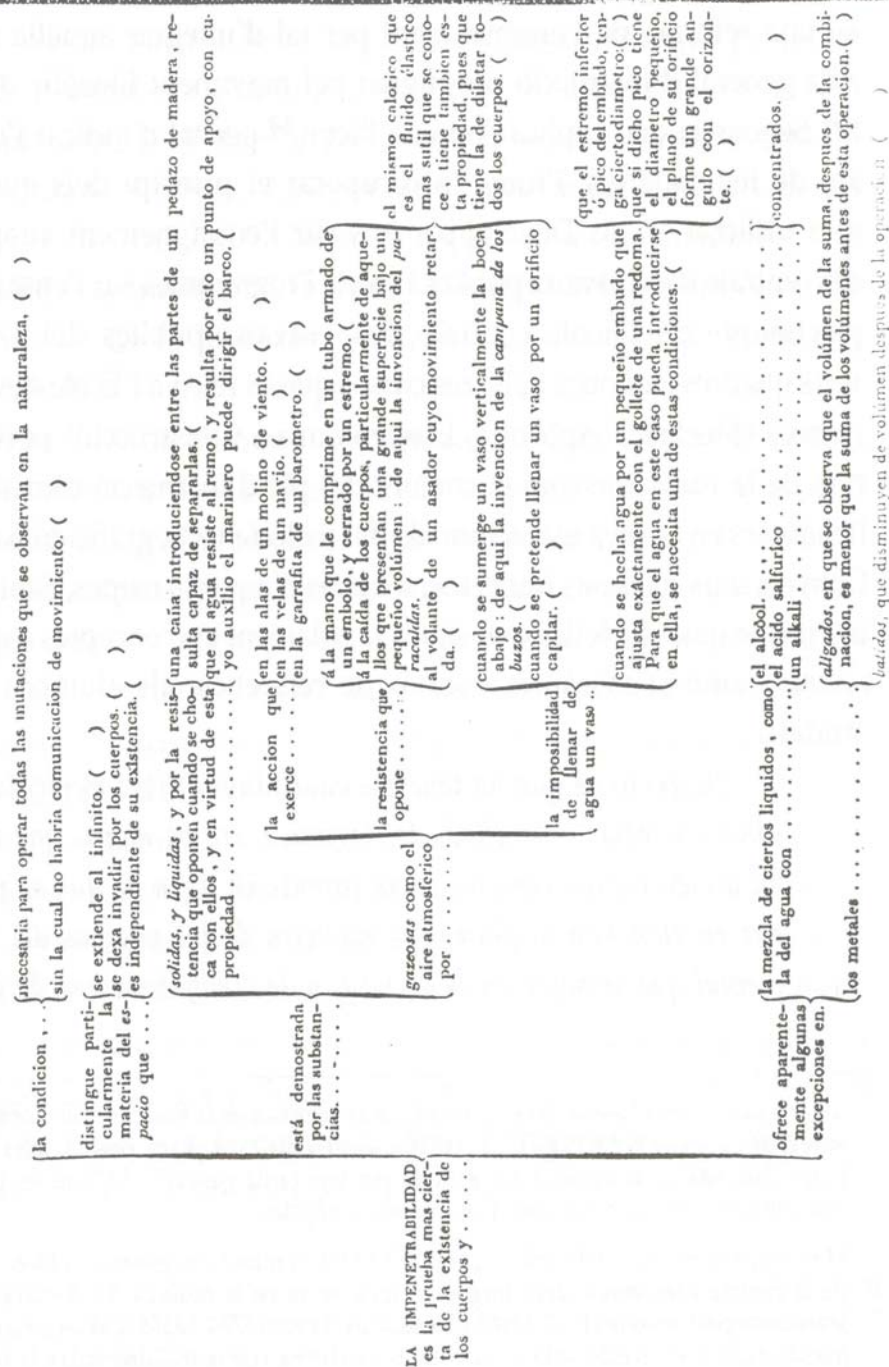 LA IMPENETRABILIDAD
es la prueba mas cier-
ta de la existencia de
los cuerpos y .......
la condicion ....
necesaria para operar todas las mutaciones que se observan en la naturaleza. ( )
sin la cual no habria comunicacion de movimiento. ( )
distingue parti-
cularmente la
materia del es-
pacio que ....
se extiende al infinito. ( )
se dexa invadir por los cuerpos. ( )
es independiente de su existencia.
está demostrada
por las substan-
cias..........
solidas, y liquidas, y por la resis-
tencia que oponen cuando se cho-
ca con ellos, y en virtud de esta
propiedad ..........
una cuña introduciendose entre las partes de un pedazo de madera, re-
sulta capaz de separarlas. (
que el agua resiste al remo, y resulta ser asi un punto de apoyo, con cu-
yo auxilio el marinero puede dirigir el barco. ( )
gazeosas como el
aire atmosferico
por ..........
la accion que
exerce ......
en las alas de un molino de viento. ( )
en las velas de un navio. ( )
en la garrafita de un barometro. ( )
la resistencia que
opone ......
á la mano que le comprime en un tubo armado de
un embolo, y cerrado por un estremo. (
á la caida de los cuerpos, particularmente de aque-
llos que presentan una grande superficie bajo un
pequeño volúmen : de aqui la invencion del pa-
racaidas. ( )
al volante de un asador cuyo movimiento retar-
da. ( )
el mismo calorico que
es el fluido elastico
mas sutil que se cono-
ce tiene tambien es-
ta propiedad, pues que
tiene la de dilatar to-
dos los cuerpos. ( )
la imposibilidad
de llenar de
agua un vaso
cuando se sumerge un vaso verticalmente la boca
abajo : de aqui la invencion de la campana de los
buzos. ( )
cuando se pretende llenar un vaso por un orificio
capilar. ( )
cuando se hecha agua por un pequeño embudo que
ajusta exáctamente con el gollete de una redoma.
Para que el agua en este caso pueda introducirse
en ella, se necesita una de estas condiciones ( )
que el estremo inferior
ó pico del embudo, ten-
ga cierto diametro: ( )
que si dicho pico tiene
el diametro pequeño,
el plano de su orificio
forme un grande an-
gulo con el orizon-
te. ( )
ofrece aparente-
mente algunas
excepciones en.
la mezcla de ciertos liquidos; como
la del agua con ..........
el alcóol.....
el acido salfurico
un alkali ..........
concentrados. ( )
los metales ..........
aligados, en que se observa que el volúmen de la suma despues de la combi-
nacion, es menor que la suma de los volúmenes antes de esta operacion. ( )
batidos, que disminuyen de volumen despues de la operacion. ( )